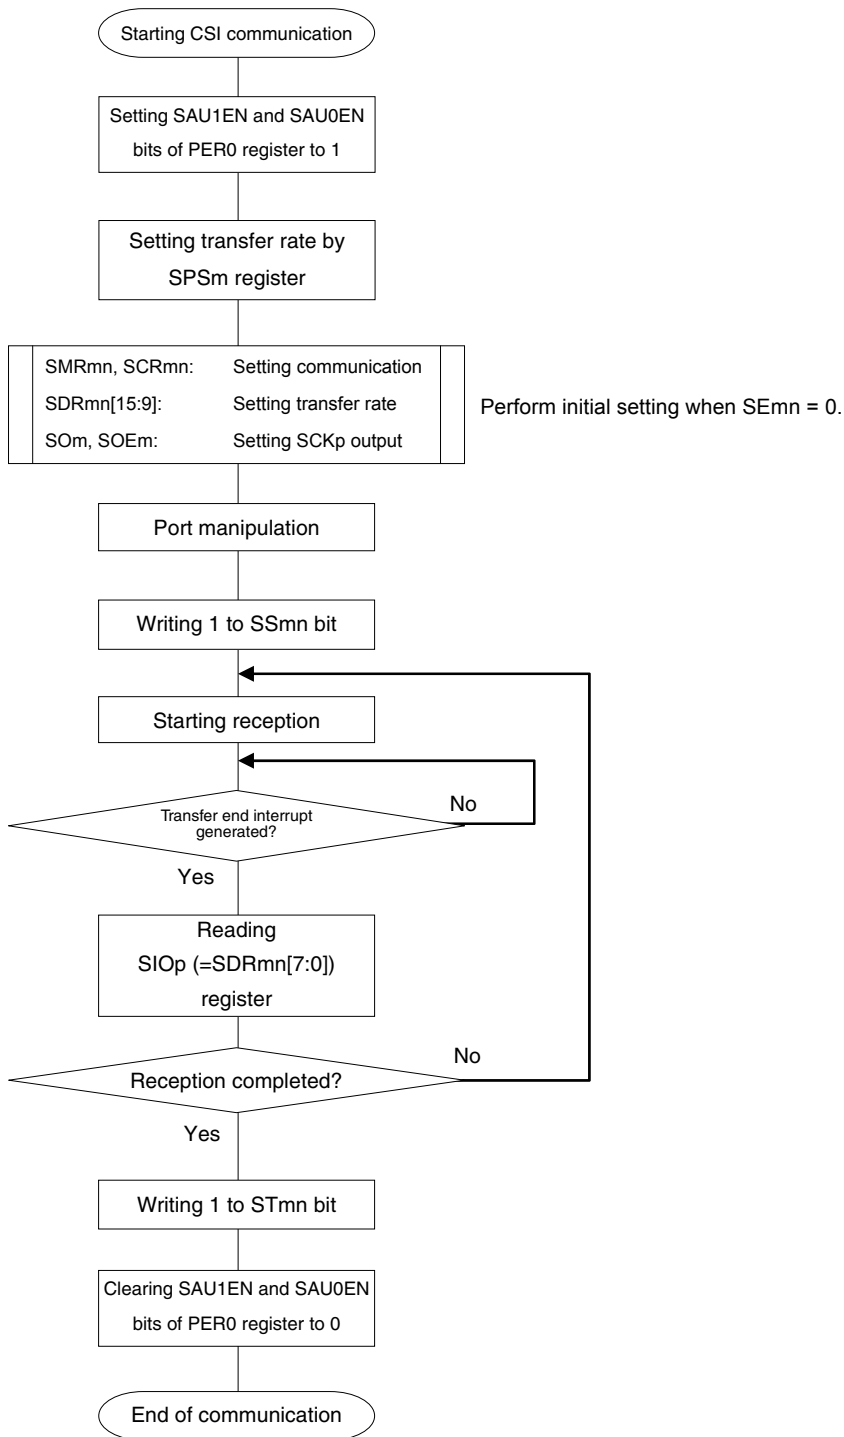 Starting CSI communication
Setting SAU1EN and SAU0EN
bits of PER0 register to 1
Setting transfer rate by
SPSm register
SMRmn, SCRmn: Setting communication
SDRmn[15:9]: Setting transfer rate
SOm, SOEm: Setting SCKp output
Perform initial setting when SEmn = 0.
Port manipulation
Writing 1 to SSmn bit
Starting reception
Transfer end interrupt
generated?
No
Yes
Reading
SIOp (=SDRmn[7:0])
register
Reception completed?
No
Yes
Writing 1 to STmn bit
Clearing SAU1EN and SAU0EN
bits of PER0 register to 0
End of communication